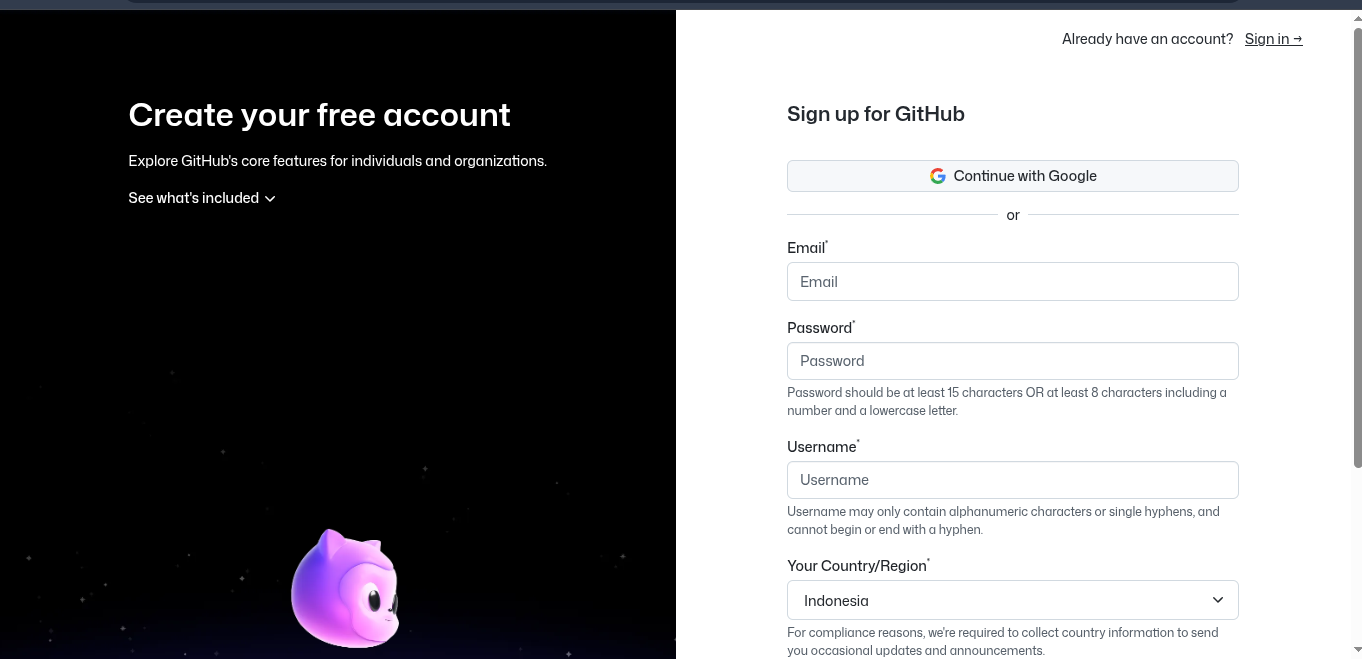 Already have an account? Sign in →
Create your free account
Explore GitHub's core features for individuals and organizations.
See what's included
Sign up for GitHub
Continue with Google
or
Email*
Email
Password*
Password
Password should be at least 15 characters OR at least 8 characters including a
number and a lowercase letter.
Username*
Username
Username may only contain alphanumeric characters or single hyphens, and
cannot begin or end with a hyphen.
Your Country/Region*
Indonesia
For compliance reasons, we're required to collect country information to send
you occasional updates and announcements.